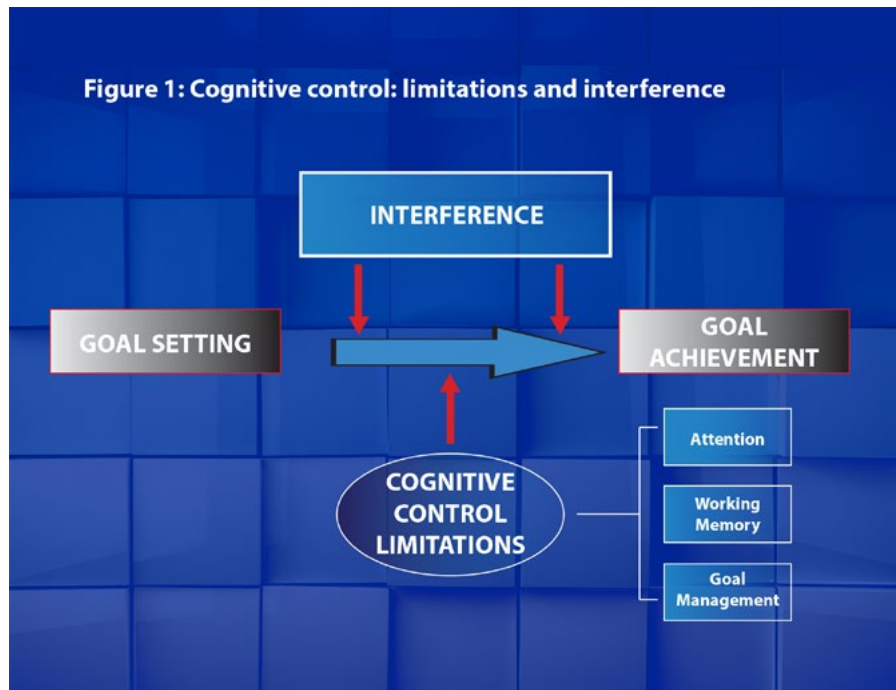 Figure 1: Cognitive control: limitations and interference
INTERFERENCE
GOAL SETTING
GOAL
ACHIEVEMENT
COGNITIVE
CONTROL
LIMITATIONS
Attention
Working
Memory
Goal
Management